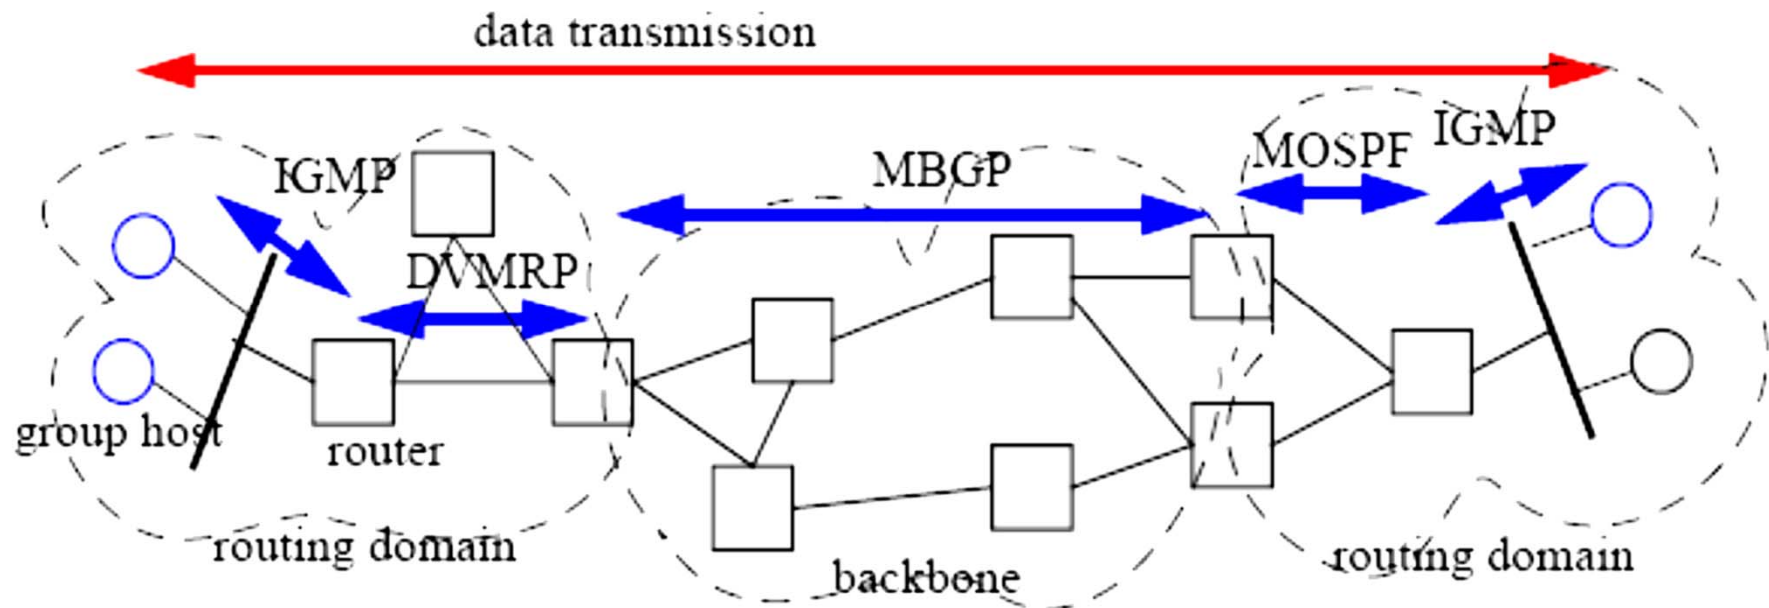 data transmission
IGMP
MBGP
MOSPF
IGMP
DVMRP
group host
router
routing domain
backbone
routing domain